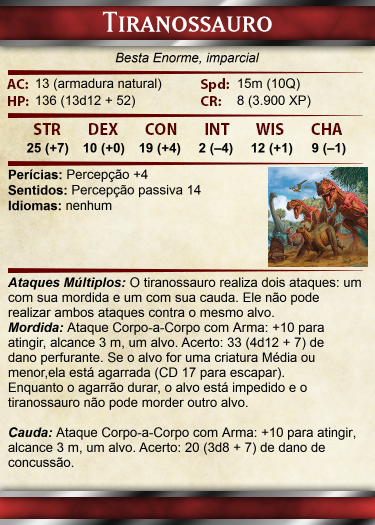 TIRANOSSAURO
Besta Enorme, imparcial
AC: 13 (armadura natural) Spd: 15m (10Q)
HP: 136 (13d12 + 52) CR: 8 (3.900 XP)
STR DEX CON INT WIS CHA
25 (+7) 10 (+0) 19 (+4) 2 (–4) 12 (+1) 9 (–1)
Perícias: Percepção +4
Sentidos: Percepção passiva 14
Idiomas: nenhum
Ataques Múltiplos: O tiranossauro realiza dois ataques: um
com sua mordida e um com sua cauda. Ele não pode
realizar ambos ataques contra o mesmo alvo.
Mordida: Ataque Corpo-a-Corpo com Arma: +10 para
atingir, alcance 3 m, um alvo. Acerto: 33 (4d12 + 7) de
dano perfurante. Se o alvo for uma criatura Média ou
menor,ela está agarrada (CD 17 para escapar).
Enquanto o agarrão durar, o alvo está impedido e o
tiranossauro não pode morder outro alvo.
Cauda: Ataque Corpo-a-Corpo com Arma: +10 para atingir,
alcance 3 m, um alvo. Acerto: 20 (3d8 + 7) de dano de
concussão.